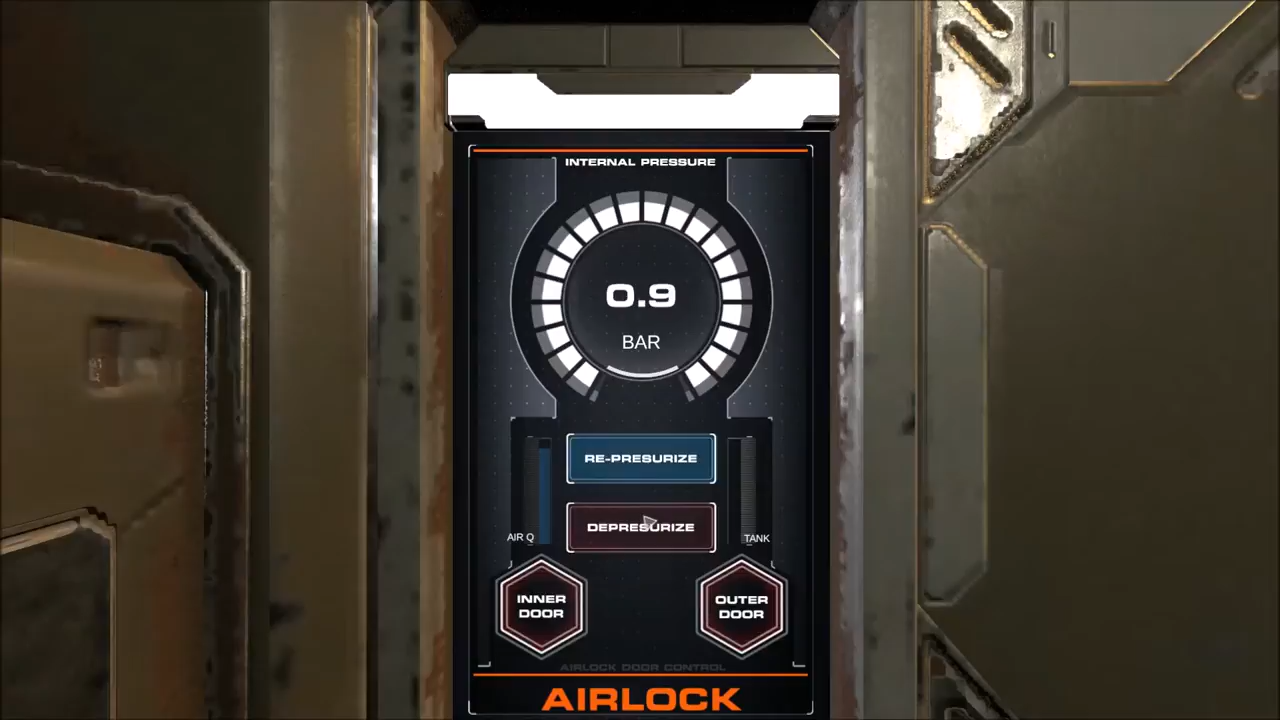 INTERNAL PRESSURE
0.9
BAR
RE-PRESURIZE
DEPRESURIZE
AIR Q
TANK
INNER
DOOR
OUTER
DOOR
AIRLOCK DOOR CONTROL
AIRLOCK